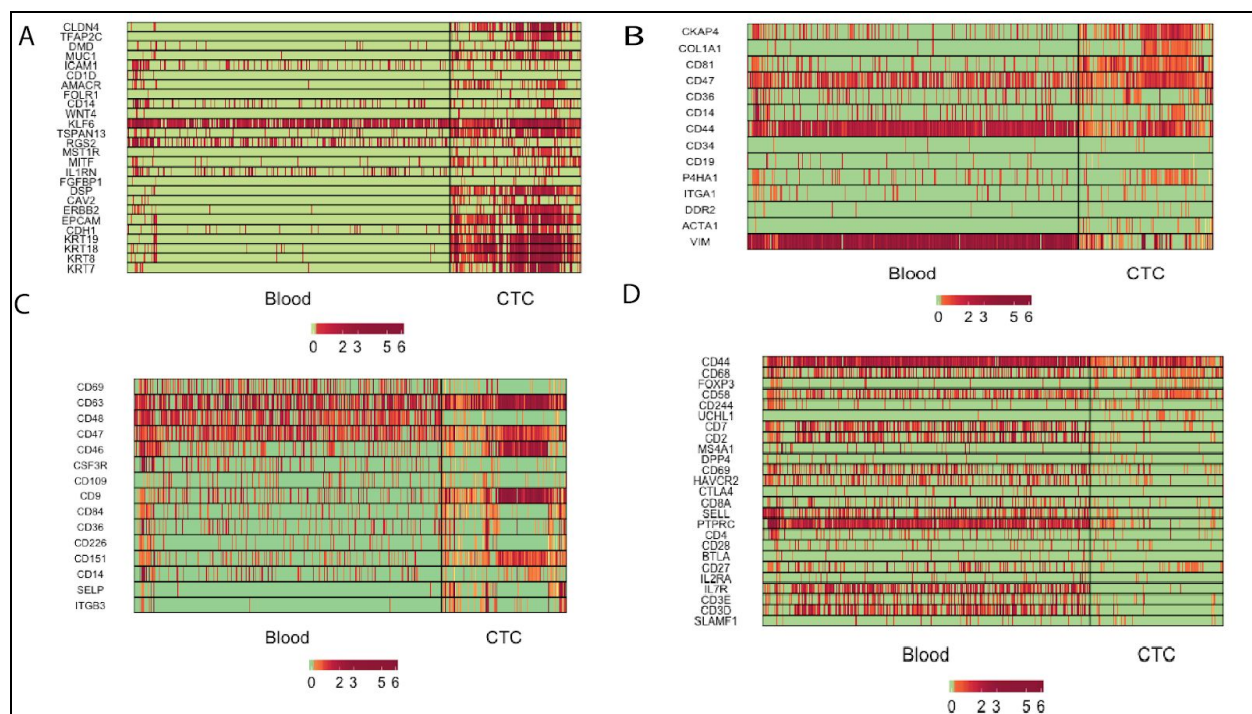 A
CLDN4
TFAP2C
DMD
MUC1
ICAM1
CD1D
AMACR
FOLR1
CD14
WNT4
KLF6
TSPAN13
RGS2
MST1R
MITF
IL1RN
FGFBP1
DSP
CAV2
ERBB2
EPCAM
CDH1
KRT19
KRT18
KRT8
KRT7
Blood CTC
0 2 3 5 6
B
CKAP4
COL1A1
CD81
CD47
CD36
CD14
CD44
CD34
CD19
P4HA1
ITGA1
DDR2
ACTA1
VIM
Blood CTC
0 2 3 5 6
C
CD69
CD63
CD48
CD47
CD46
CSF3R
CD109
CD9
CD84
CD36
CD226
CD151
CD14
SELP
ITGB3
Blood CTC
0 2 3 5 6
D
CD44
CD68
FOXP3
CD58
CD244
UCHL1
CD7
CD2
MS4A1
DPP4
CD69
HAVCR2
CTLA4
CD8A
SELL
PTPRC
CD4
CD28
BTLA
CD27
IL2RA
IL7R
CD3E
CD3D
SLAMF1
Blood CTC
0 2 3 5 6